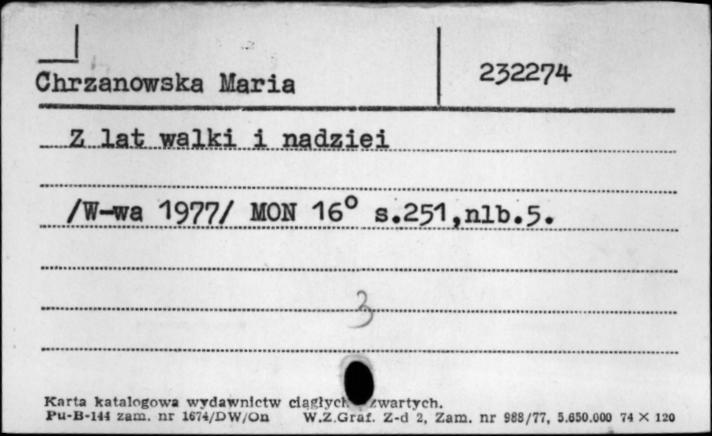 Chrzanowska Maria
232274
Z lat walki i nadziei
/W-wa 1977/ MON 16° s.251,nlb.5.
3
Karta katalogowa wydawnictw ciągłych zwartych.
Pu-B-144 zam. nr 1674/DW/On W.Z.Graf. Z-d 2, Zam. nr 988/77, 5.650.000 74 × 120